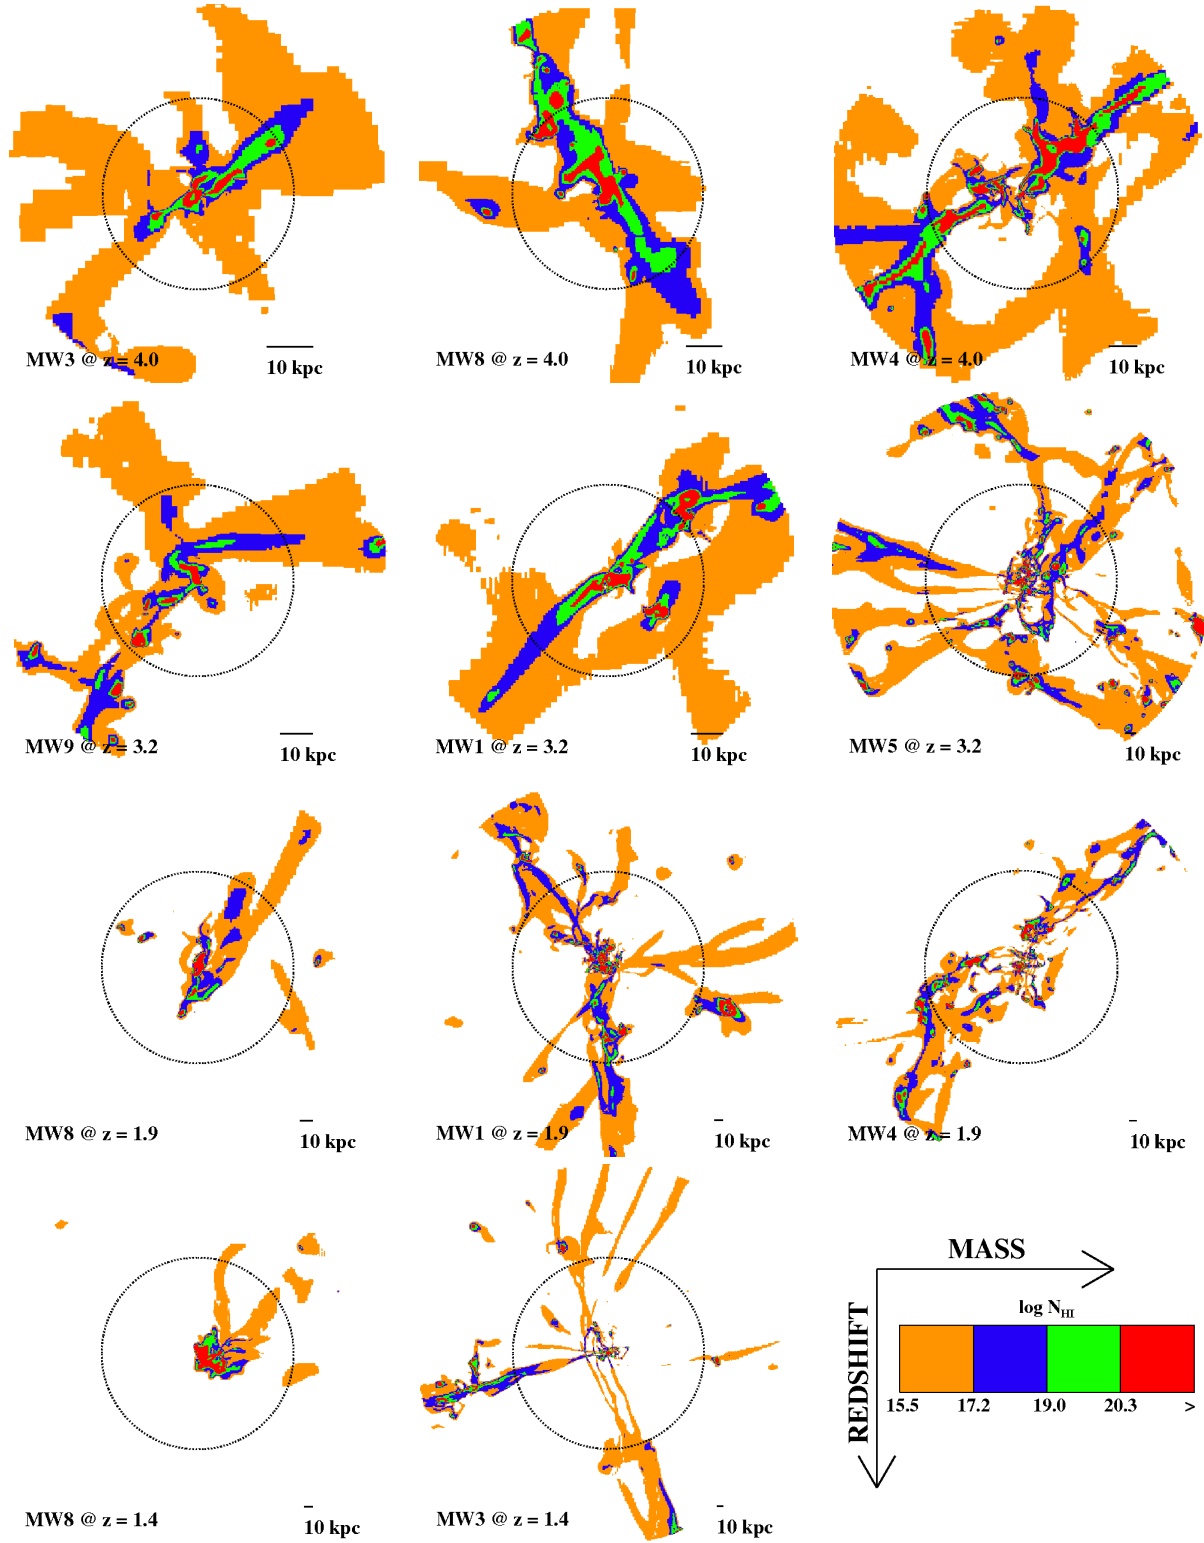 MW3 @ z = 4.0
10 kpc
MW8 @ z = 4.0
10 kpc
MW4 @ z = 4.0
10 kpc
MW9 @ z = 3.2
10 kpc
MW1 @ z = 3.2
10 kpc
MW5 @ z = 3.2
10 kpc
MW8 @ z = 1.9
10 kpc
MW1 @ z = 1.9
10 kpc
MW4 @ z = 1.9
10 kpc
MW8 @ z = 1.4
10 kpc
MW3 @ z = 1.4
10 kpc
MASS
REDSHIFT
log N_HI
15.5 17.2 19.0 20.3 >